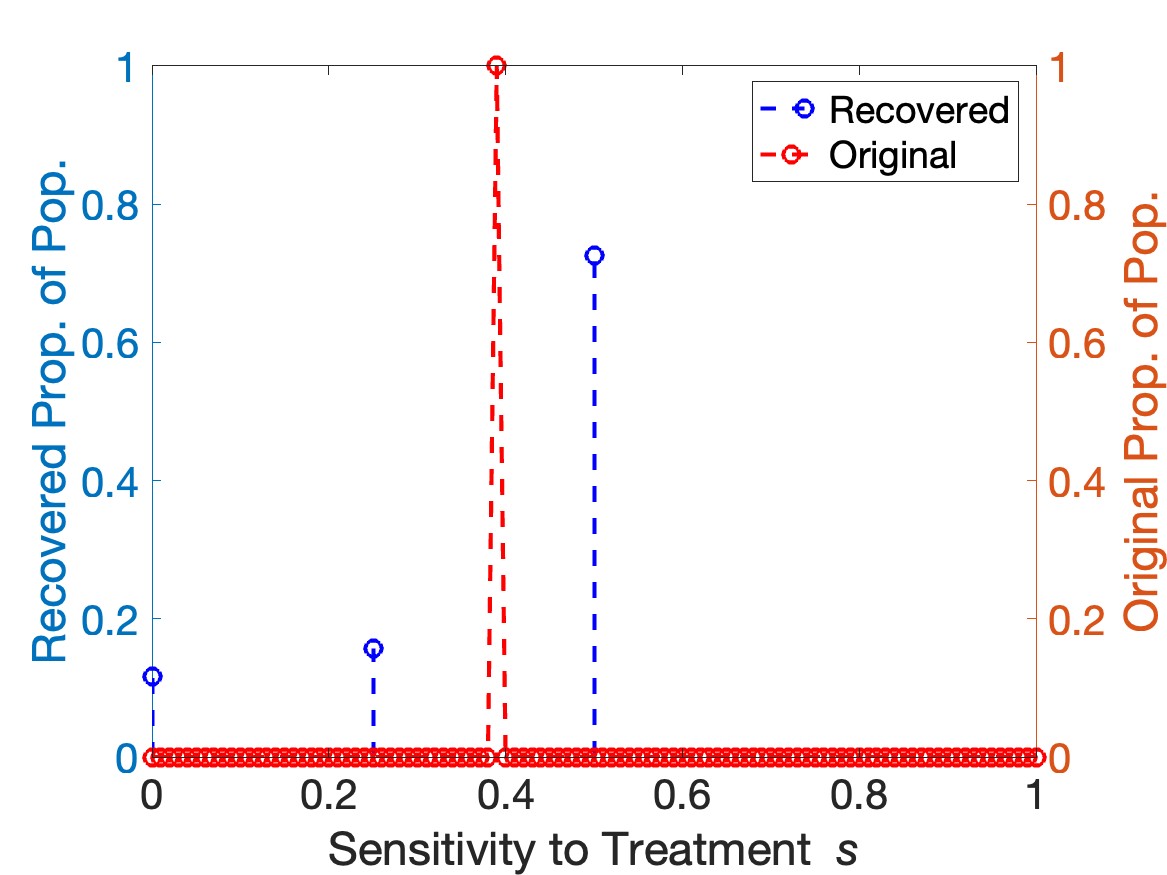 Recovered
Original
Recovered Prop. of Pop.
1
0.8
0.6
0.4
0.2
0
1
0.8
0.6
0.4
0.2
0
Original Prop. of Pop.
0 0.2 0.4 0.6 0.8 1
Sensitivity to Treatment s